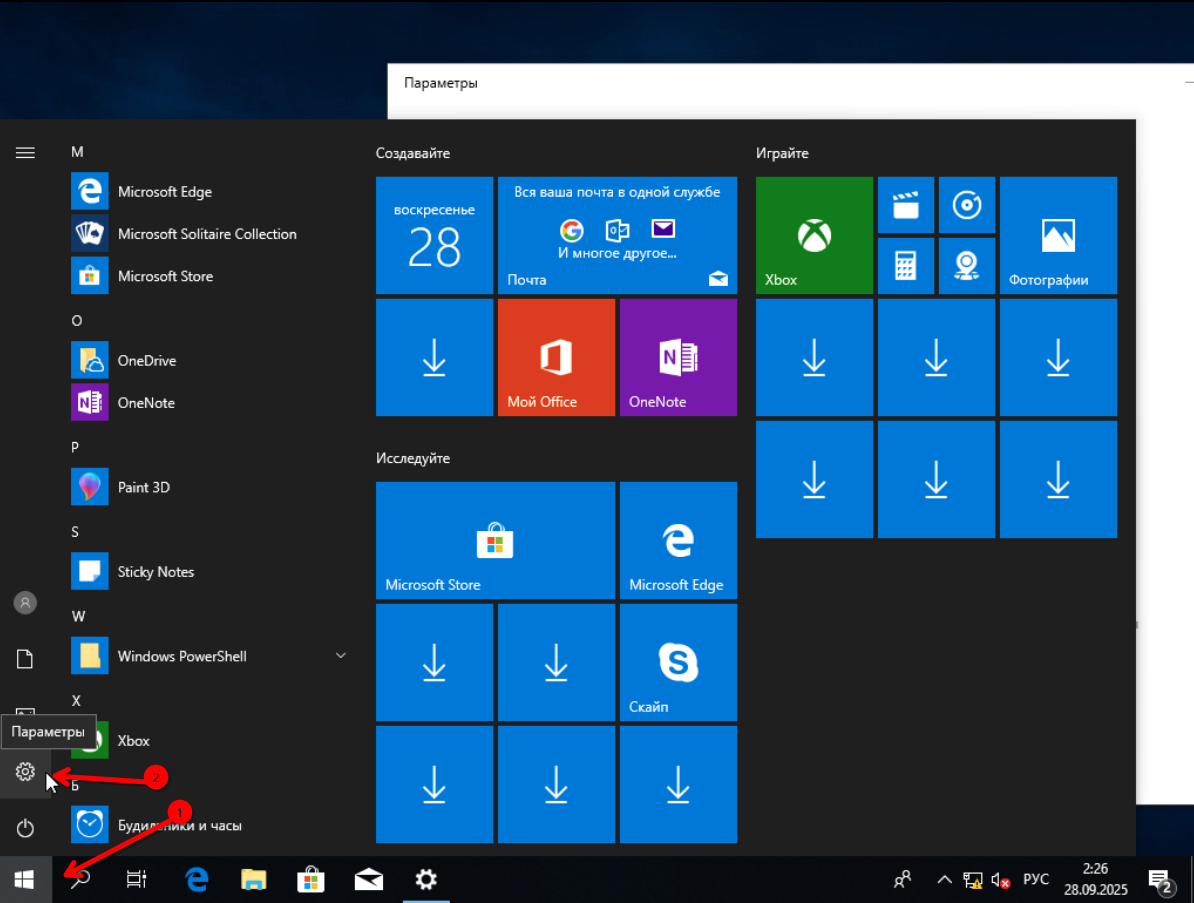 Параметры
М
Microsoft Edge
Microsoft Solitaire Collection
Microsoft Store
O
OneDrive
OneNote
P
Paint 3D
S
Sticky Notes
W
Windows PowerShell
X
Параметры
Xbox
2
Б
1
Будильники и часы
Создавайте
воскресенье
28
Вся ваша почта в одной службе
И многое другое...
Почта
Мой Office
OneNote
Исследуйте
Microsoft Store
Microsoft Edge
Скайп
Играйте
Xbox
Фотографии
РУС
2:26
28.09.2025
2